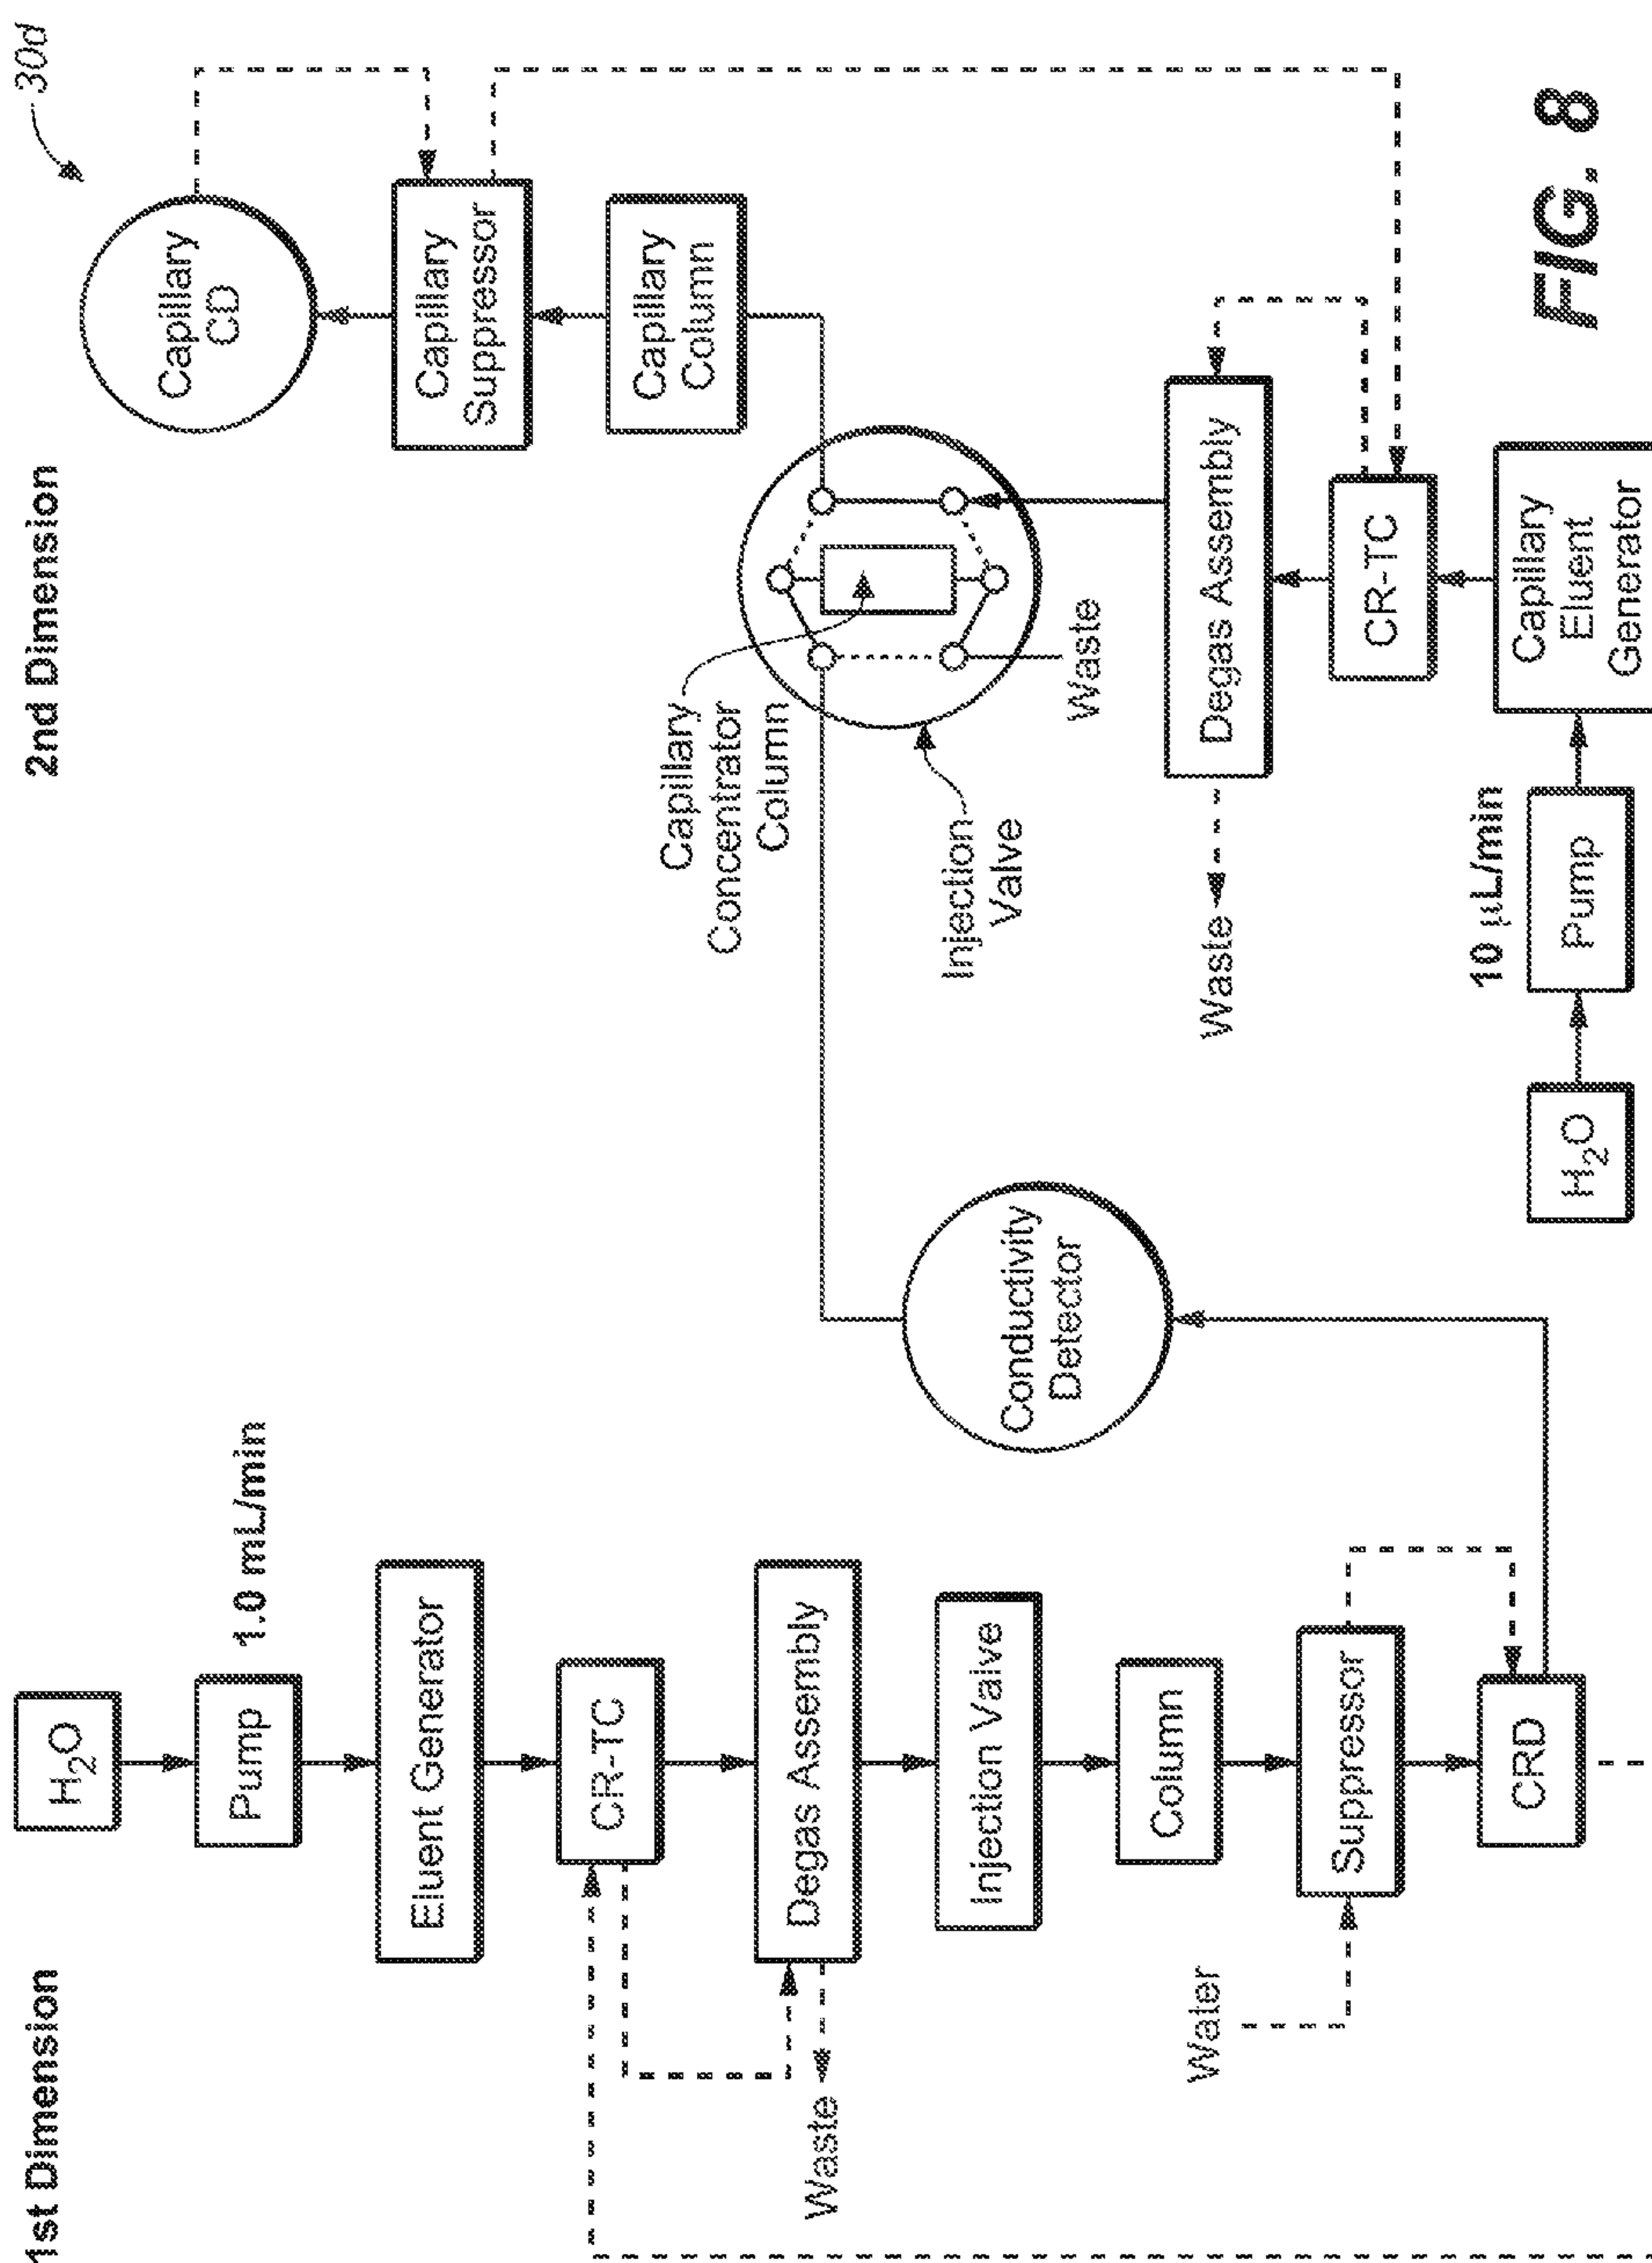 1st Dimension
H₂O
Pump
1.0 mL/min
Eluent Generator
CR-TC
Degas Assembly
Waste
Injection Valve
Column
Water
Suppressor
CRD
Conductivity
Detector
2nd Dimension
30d
Capillary
CD
Capillary
Suppressor
Capillary
Column
Capillary
Concentrator
Column
Injection
Valve
Waste
Degas Assembly
Waste
CR-TC
Capillary
Eluent
Generator
10 µL/min
Pump
H₂O
FIG. 8